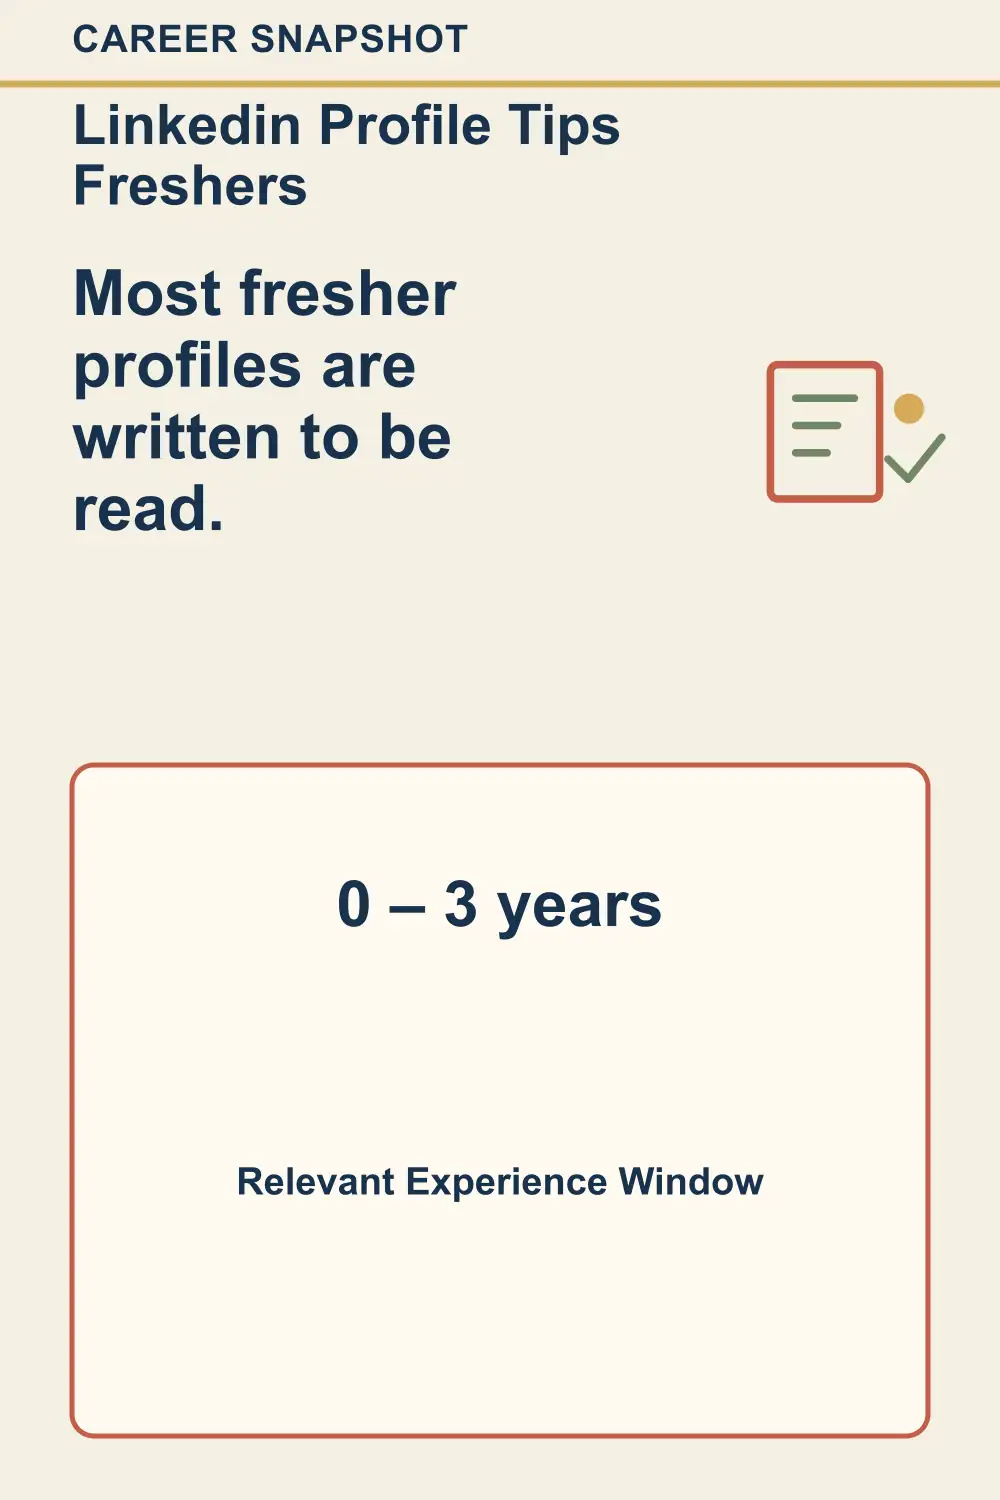 CAREER SNAPSHOT
Linkedin Profile Tips
Freshers
Most fresher
profiles are
written to be
read.
0 – 3 years
Relevant Experience Window